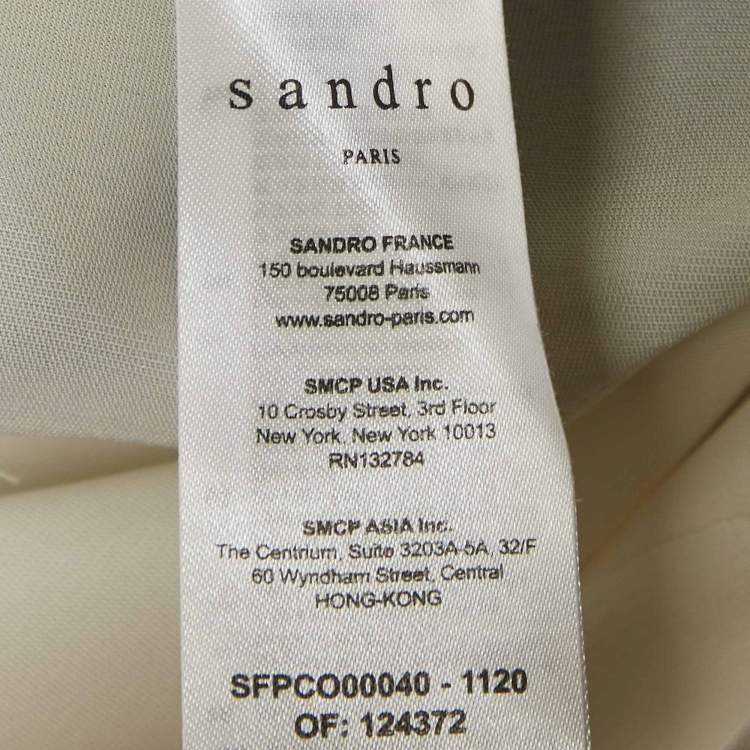 sandro
PARIS
SANDRO FRANCE
150 boulevard Haussmann
75008 Paris
www.sandro-paris.com
SMCP USA Inc.
10 Crosby Street, 3rd Floor
New York, New York 10013
RN132784
SMCP ASIA Inc.
The Centrium, Suite 3203A-5A, 32/F
60 Wyndham Street, Central
HONG-KONG
SFPCO00040 - 1120
OF: 124372